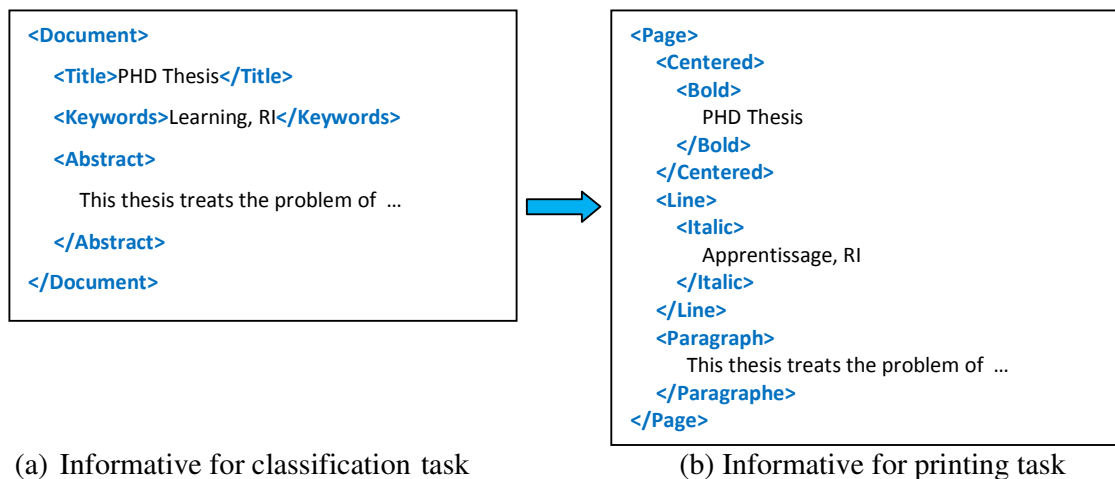 <Document>
<Title>PHD Thesis</Title>
<Keywords>Learning, RI</Keywords>
<Abstract>
This thesis treats the problem of ...
</Abstract>
</Document>
(a) Informative for classification task
<Page>
<Centered>
<Bold>
PHD Thesis
</Bold>
</Centered>
<Line>
<Italic>
Apprentissage, RI
</Italic>
</Line>
<Paragraph>
This thesis treats the problem of ...
</Paragraphe>
</Page>
(b) Informative for printing task